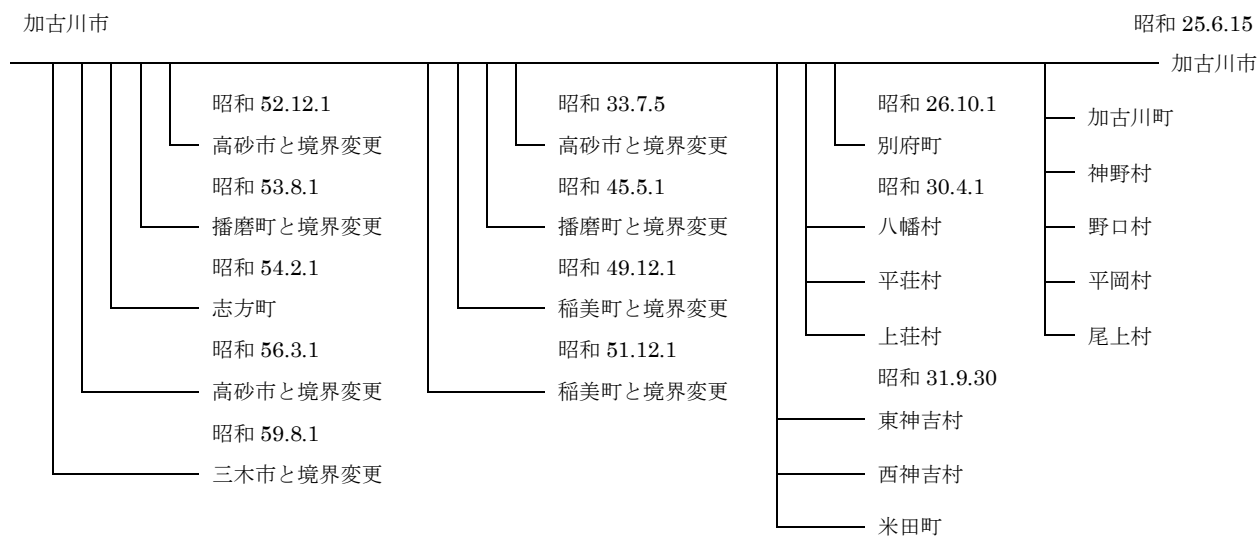 加古川市
昭和 25.6.15
加古川市
加古川町
神野村
野口村
平岡村
尾上村
昭和 26.10.1
別府町
昭和 30.4.1
八幡村
平荘村
上荘村
昭和 31.9.30
東神吉村
西神吉村
米田町
昭和 33.7.5
高砂市と境界変更
昭和 45.5.1
播磨町と境界変更
昭和 49.12.1
稲美町と境界変更
昭和 51.12.1
稲美町と境界変更
昭和 52.12.1
高砂市と境界変更
昭和 53.8.1
播磨町と境界変更
昭和 54.2.1
志方町
昭和 56.3.1
高砂市と境界変更
昭和 59.8.1
三木市と境界変更